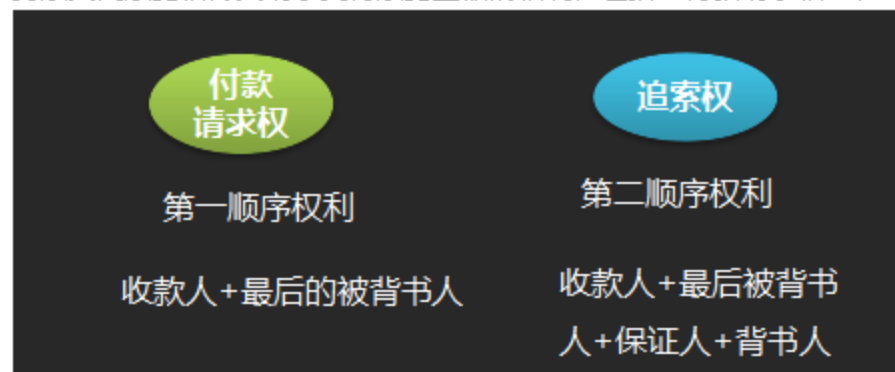 付款
请求权
追索权
第一顺序权利
第二顺序权利
收款人+最后的被背书人
收款人+最后被背书
人+保证人+背书人